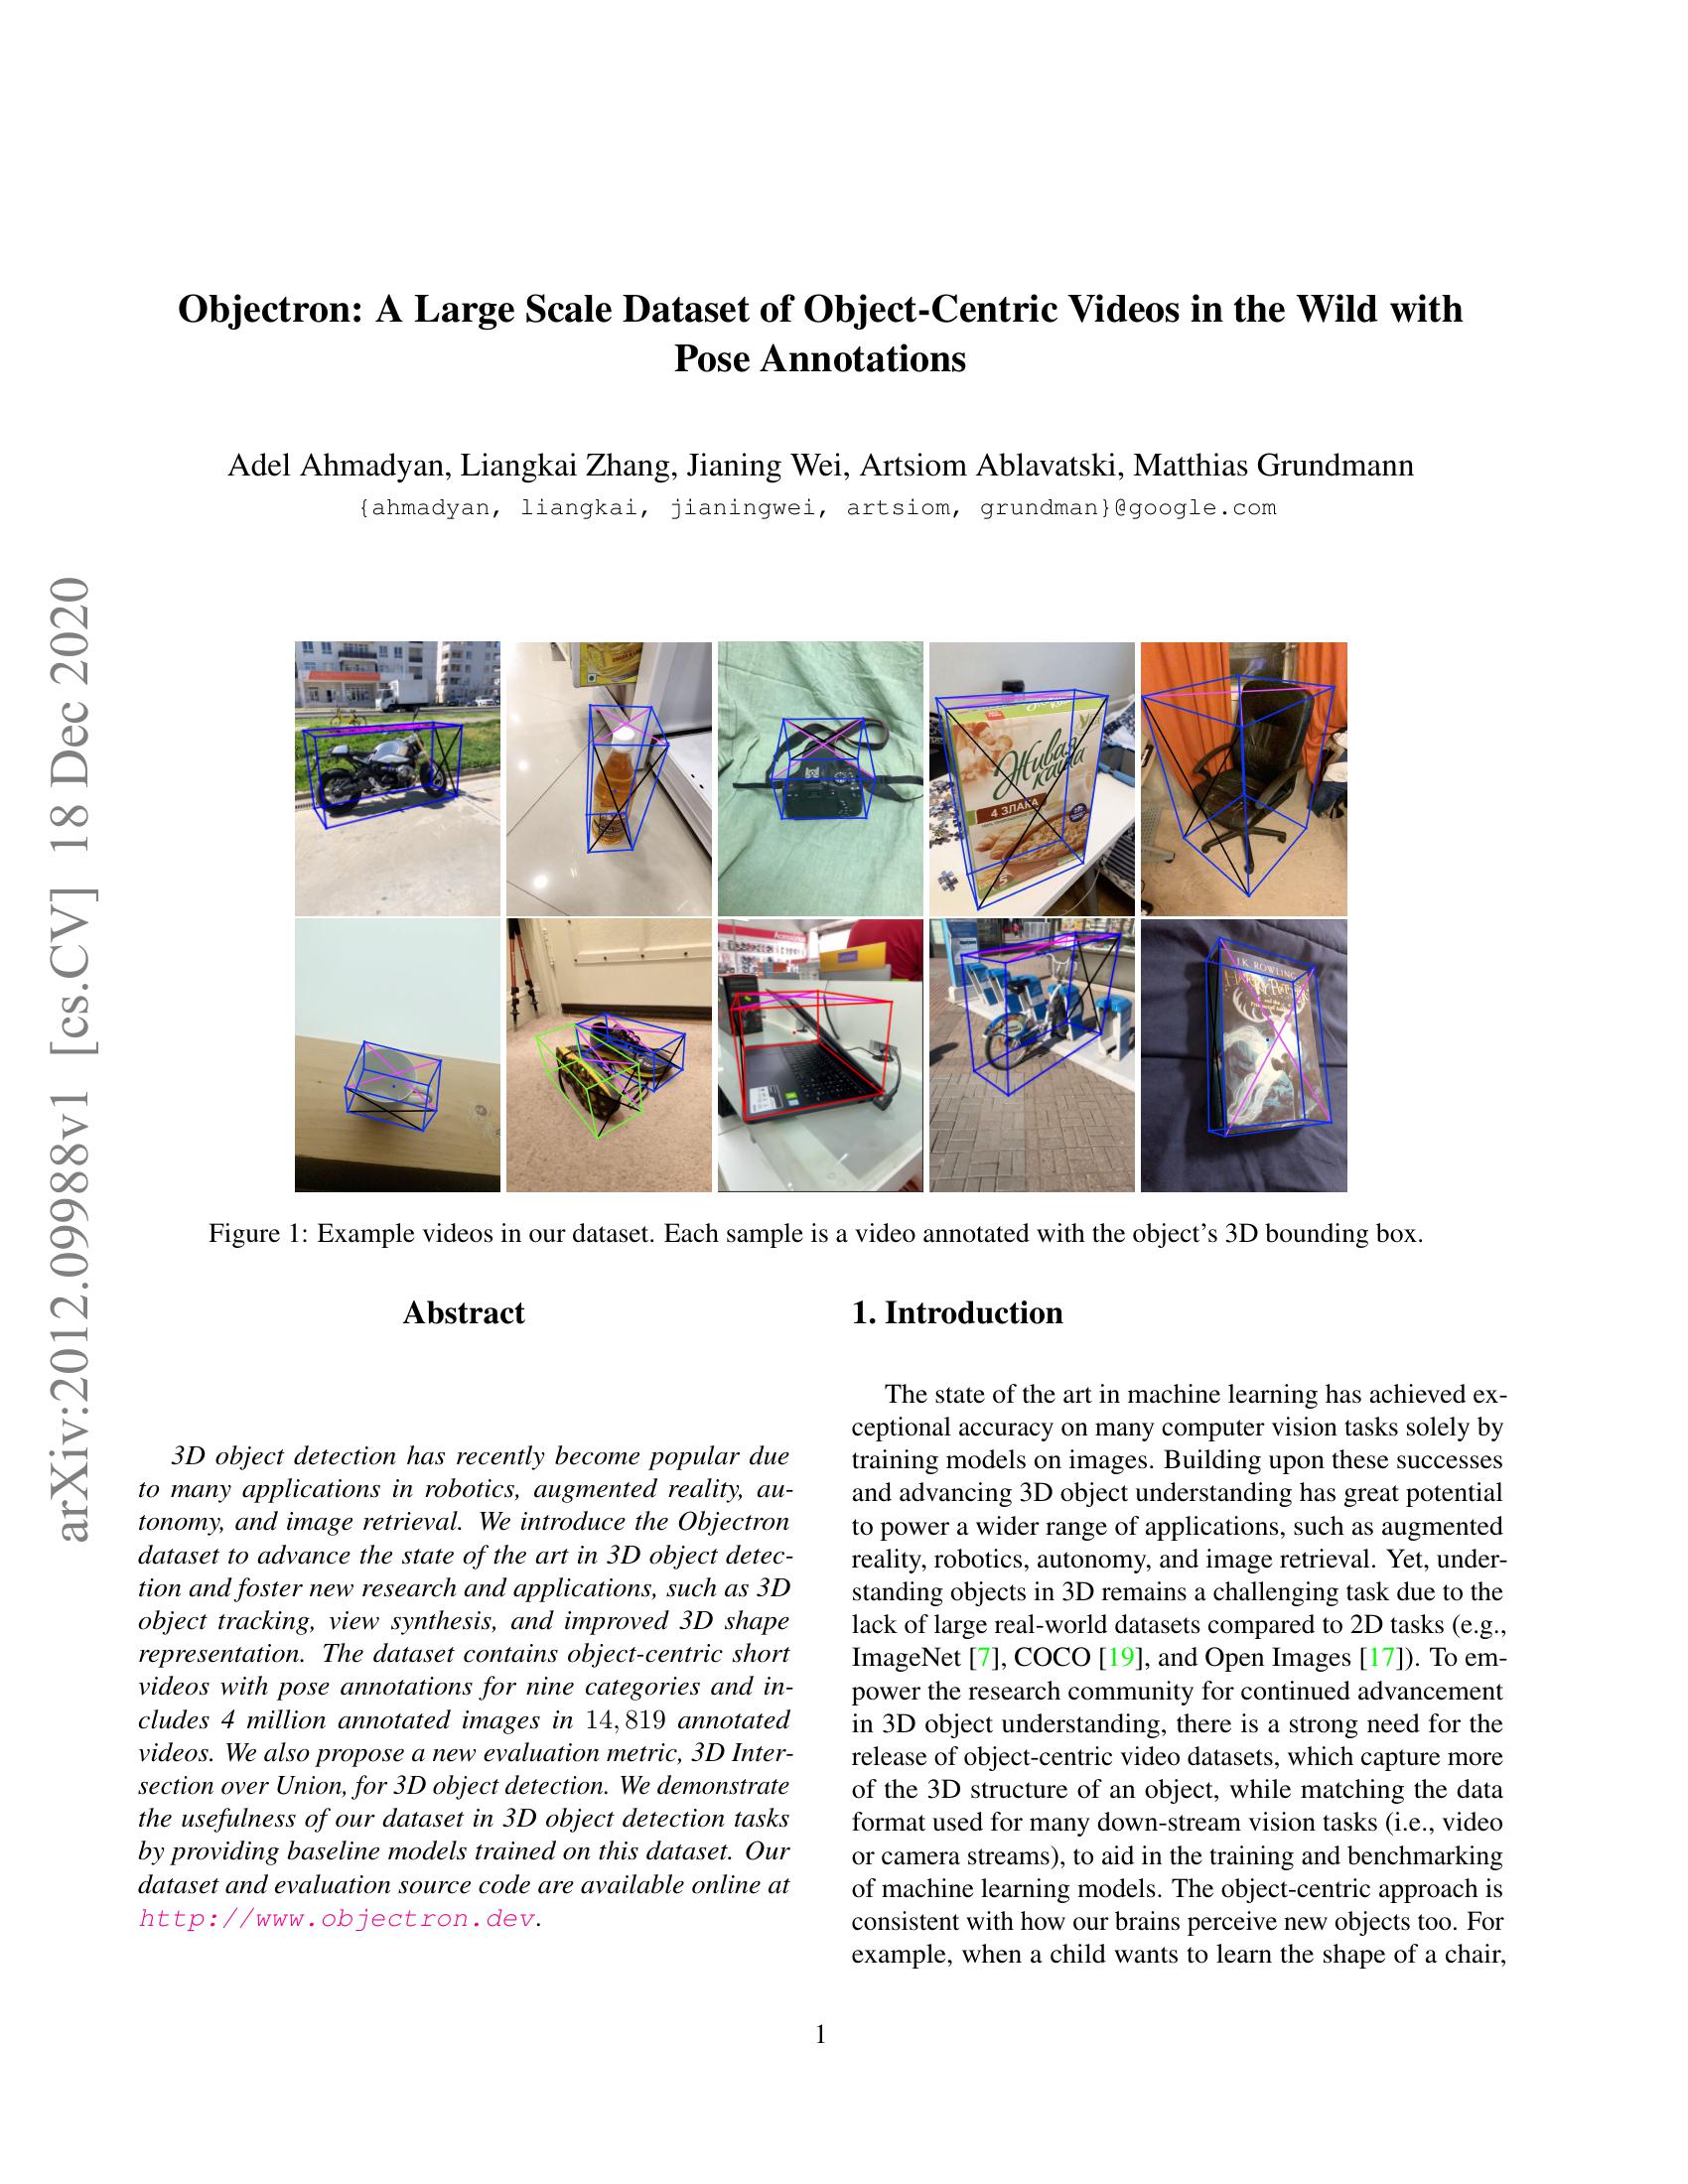 Objectron: A Large Scale Dataset of Object-Centric Videos in the Wild with
Pose Annotations
Adel Ahmadyan, Liangkai Zhang, Jianing Wei, Artsiom Ablavatski, Matthias Grundmann
{ahmadyan, liangkai, jianingwei, artsiom, grundman}@google.com
arXiv:2012.09988v1 [cs.CV] 18 Dec 2020
Живая
каша
4 ЗЛАКА
J.K. ROWLING
HARRY POTTER
Figure 1: Example videos in our dataset. Each sample is a video annotated with the object's 3D bounding box.
Abstract
3D object detection has recently become popular due
to many applications in robotics, augmented reality, au-
tonomy, and image retrieval. We introduce the Objectron
dataset to advance the state of the art in 3D object detec-
tion and foster new research and applications, such as 3D
object tracking, view synthesis, and improved 3D shape
representation. The dataset contains object-centric short
videos with pose annotations for nine categories and in-
cludes 4 million annotated images in 14, 819 annotated
videos. We also propose a new evaluation metric, 3D Inter-
section over Union, for 3D object detection. We demonstrate
the usefulness of our dataset in 3D object detection tasks
by providing baseline models trained on this dataset. Our
dataset and evaluation source code are available online at
http://www.objectron.dev.
1. Introduction
The state of the art in machine learning has achieved ex-
ceptional accuracy on many computer vision tasks solely by
training models on images. Building upon these successes
and advancing 3D object understanding has great potential
to power a wider range of applications, such as augmented
reality, robotics, autonomy, and image retrieval. Yet, under-
standing objects in 3D remains a challenging task due to the
lack of large real-world datasets compared to 2D tasks (e.g.,
ImageNet [7], COCO [19], and Open Images [17]). To em-
power the research community for continued advancement
in 3D object understanding, there is a strong need for the
release of object-centric video datasets, which capture more
of the 3D structure of an object, while matching the data
format used for many down-stream vision tasks (i.e., video
or camera streams), to aid in the training and benchmarking
of machine learning models. The object-centric approach is
consistent with how our brains perceive new objects too. For
example, when a child wants to learn the shape of a chair,
1